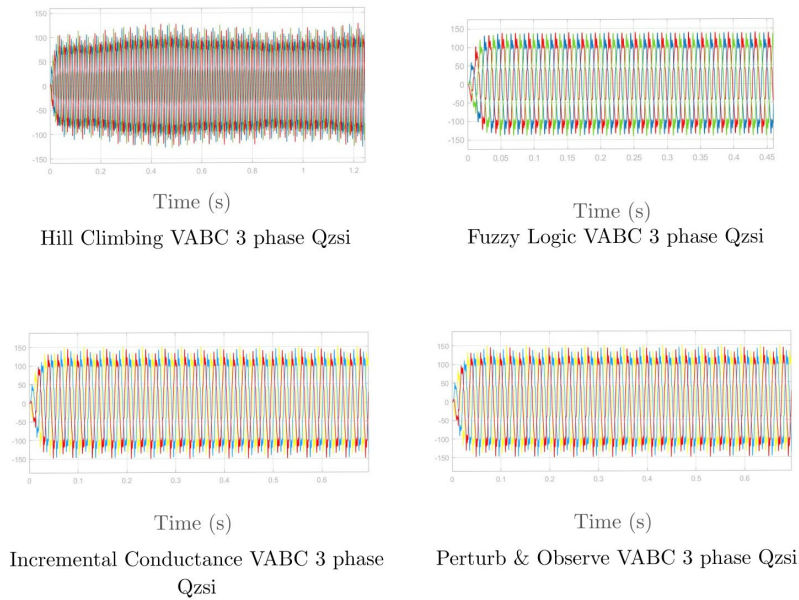 150
100
50
0
-50
-100
-150
0 0.2 0.4 0.6 0.8 1 1.2
Time (s)
Hill Climbing VABC 3 phase Qzsi
150
100
50
0
-50
-100
-150
0 0.05 0.1 0.15 0.2 0.25 0.3 0.35 0.4 0.45
Time (s)
Fuzzy Logic VABC 3 phase Qzsi
150
100
50
0
-50
-100
-150
0 0.1 0.2 0.3 0.4 0.5 0.6
Time (s)
Incremental Conductance VABC 3 phase
Qzsi
150
100
50
0
-50
-100
-150
0 0.1 0.2 0.3 0.4 0.5 0.6
Time (s)
Perturb & Observe VABC 3 phase Qzsi